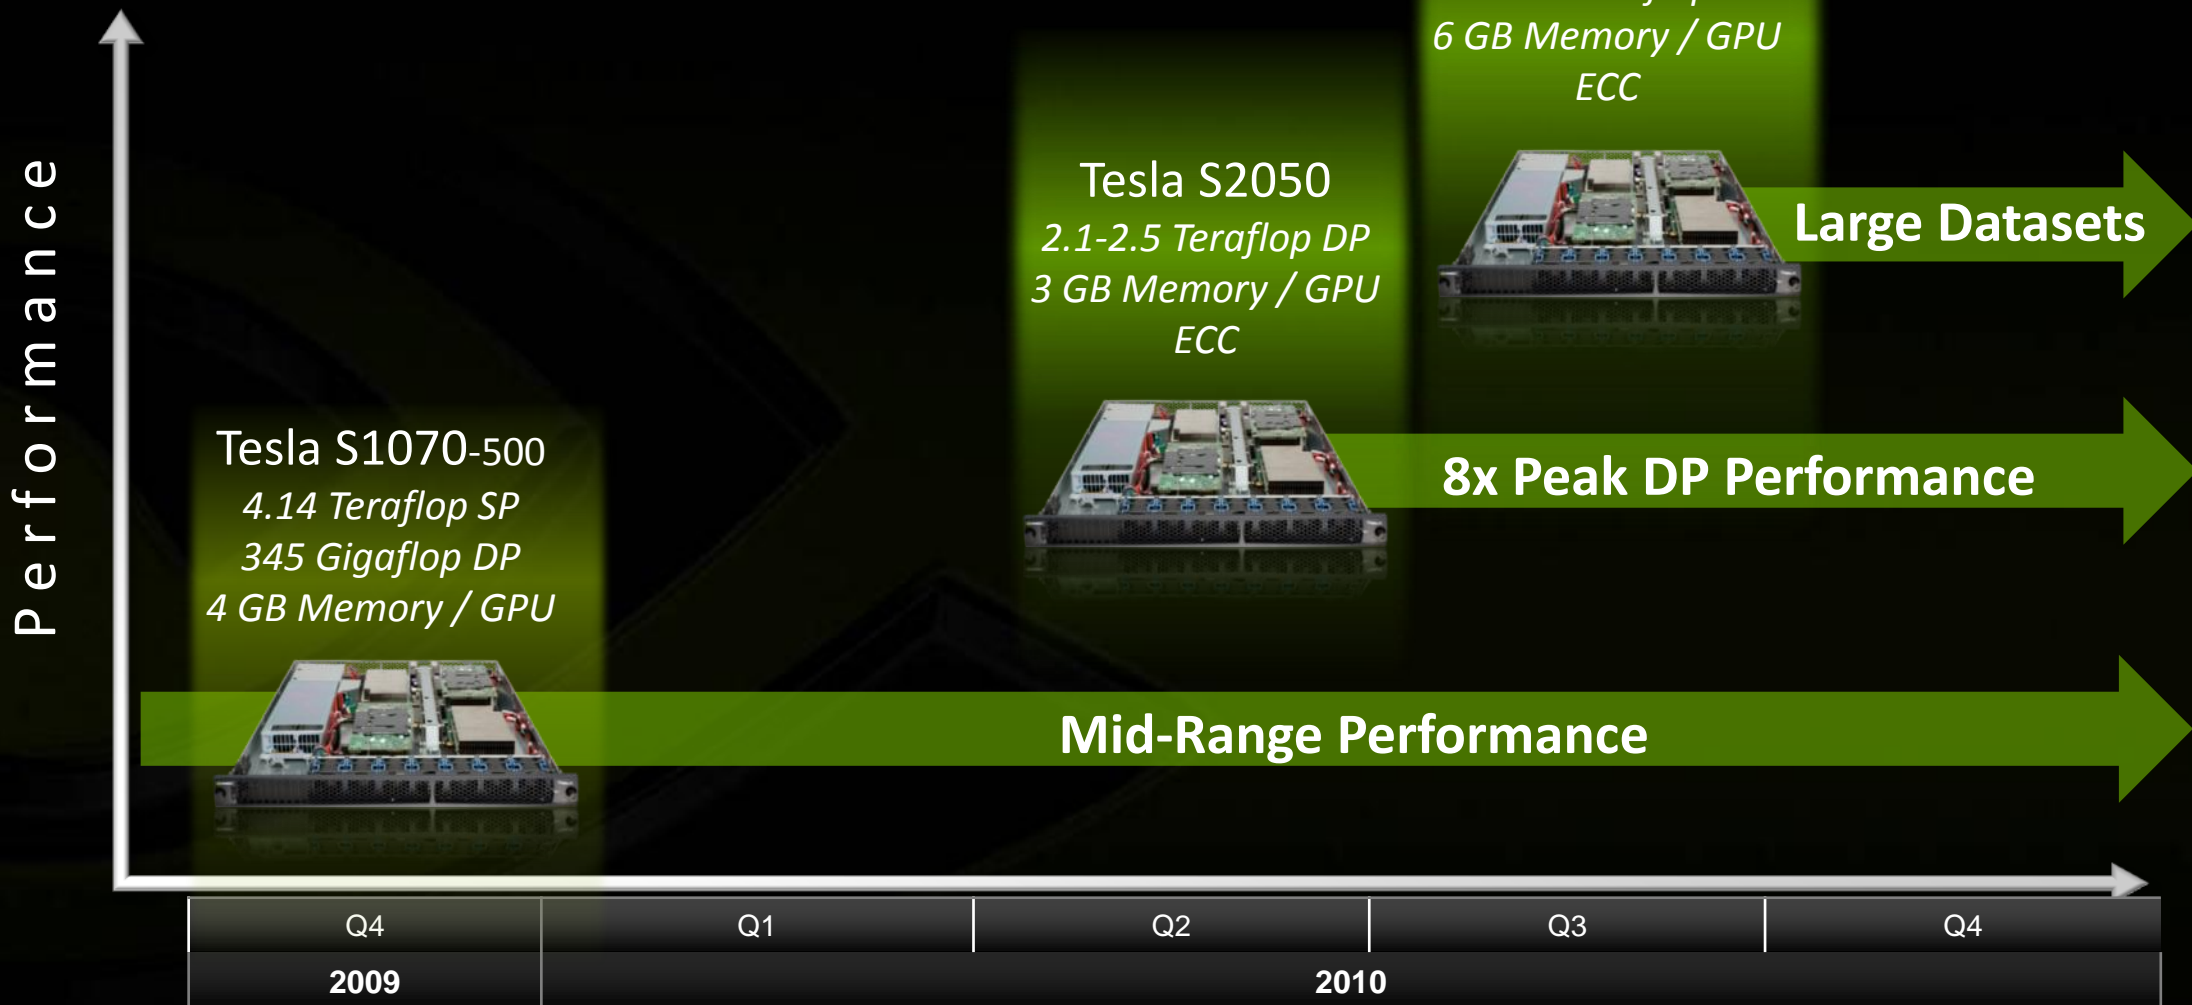 Performance
6 GB Memory / GPU
ECC
Large Datasets
Tesla S2050
2.1-2.5 Teraflop DP
3 GB Memory / GPU
ECC
8x Peak DP Performance
Tesla S1070-500
4.14 Teraflop SP
345 Gigaflop DP
4 GB Memory / GPU
Mid-Range Performance
Q4
Q1
Q2
Q3
Q4
2009
2010